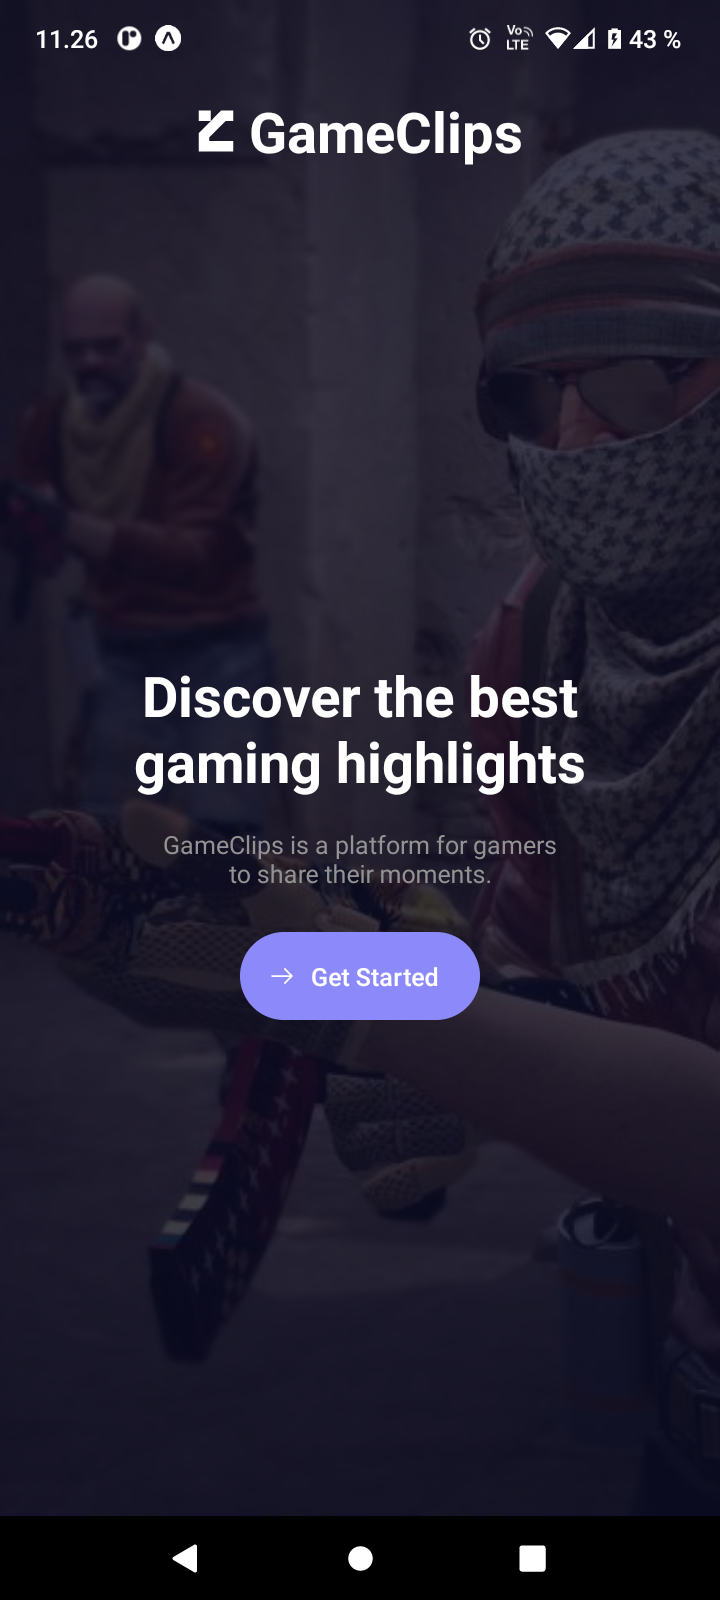 11.26
Vo
LTE
43 %
GameClips
Discover the best
gaming highlights
GameClips is a platform for gamers
to share their moments.
Get Started